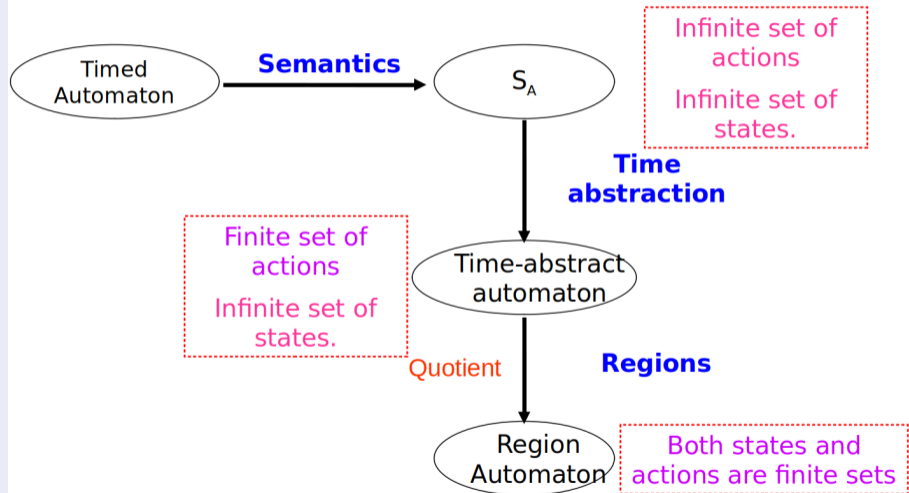 Timed
Automaton
Semantics
S_A
Infinite set of
actions
Infinite set of
states.
Time
abstraction
Finite set of
actions
Infinite set of
states.
Time-abstract
automaton
Quotient
Regions
Region
Automaton
Both states and
actions are finite sets